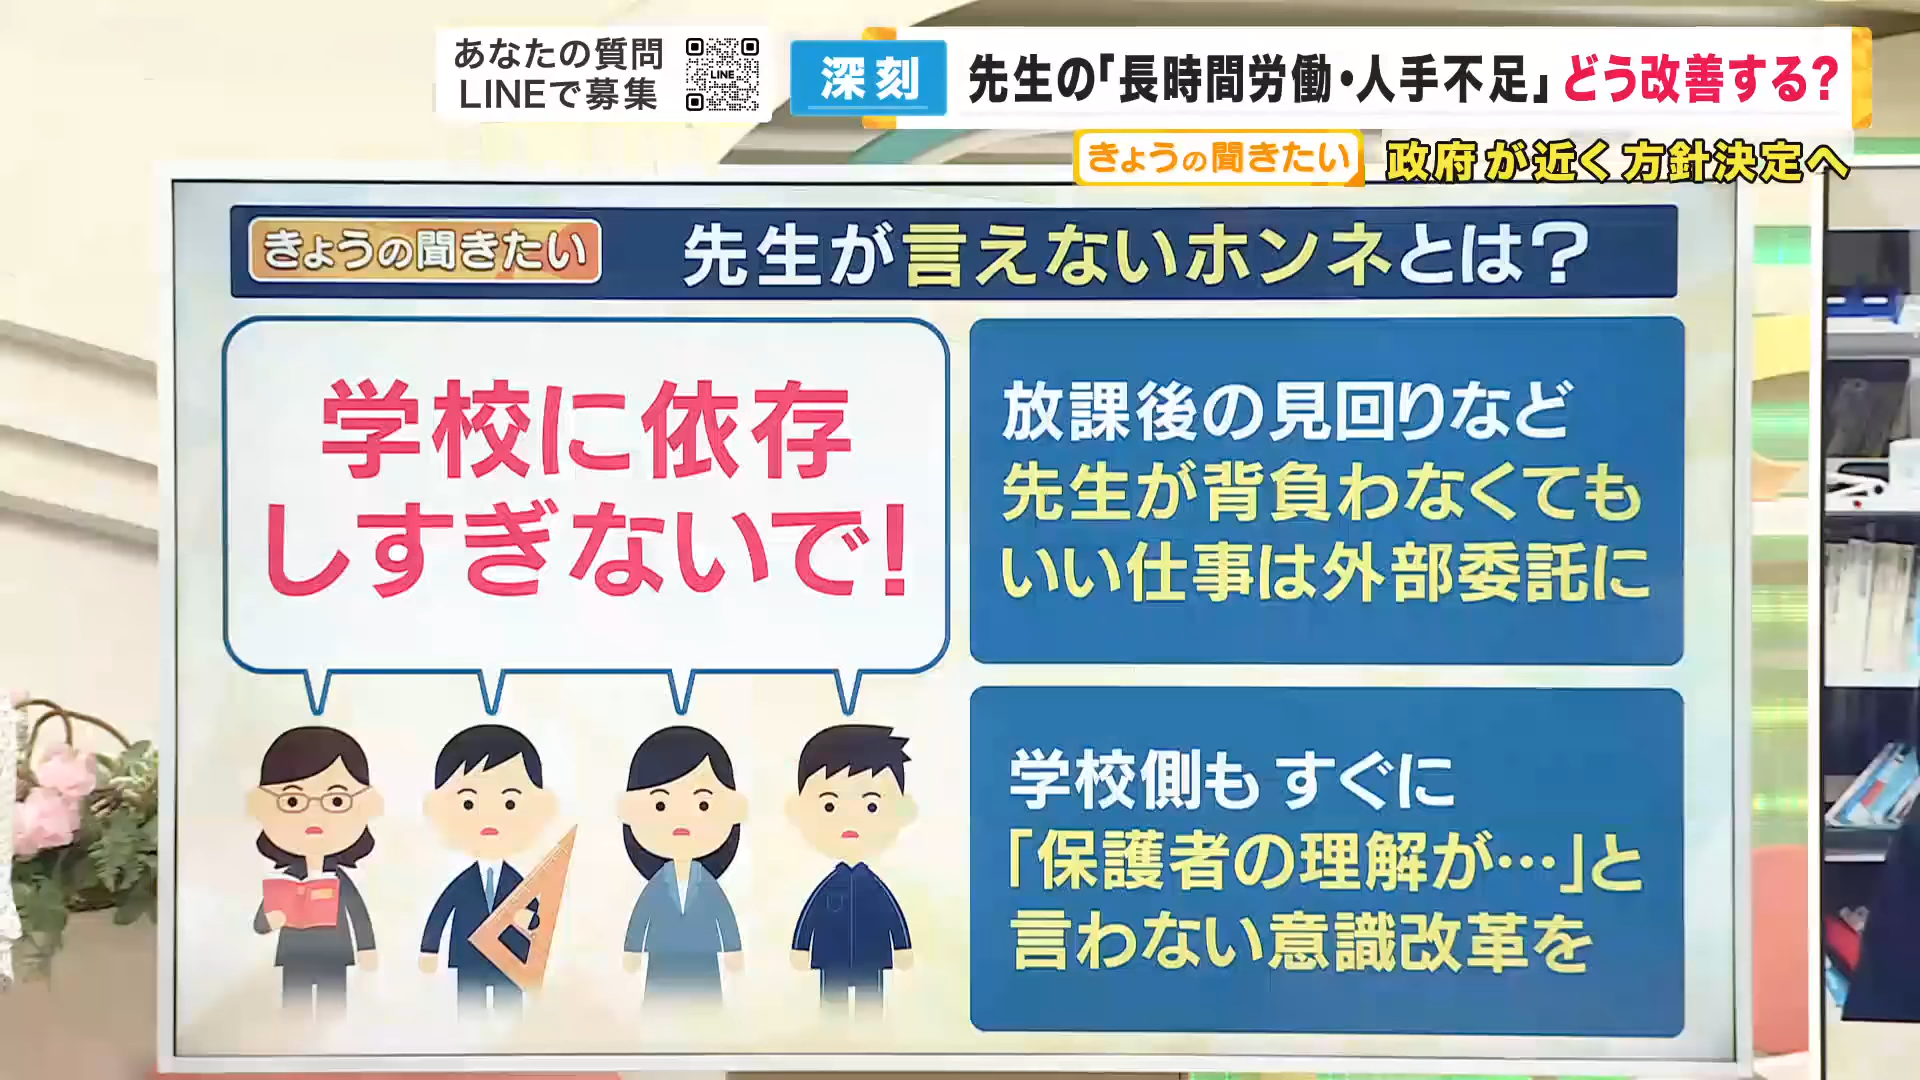 あなたの質問
LINEで募集
LINE
深刻
先生の「長時間労働・人手不足」どう改善する?
きょうの聞きたい
政府が近く方針決定へ
きょうの聞きたい
先生が言えないホンネとは?
学校に依存
しすぎないで!
放課後の見回りなど
先生が背負わなくても
いい仕事は外部委託に
学校側も すぐに
「保護者の理解が…」と
言わない意識改革を